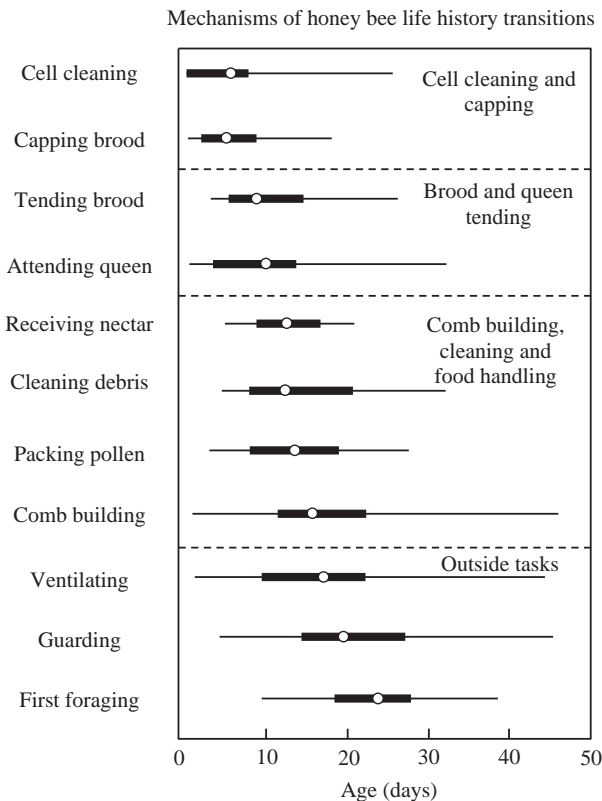 Mechanisms of honey bee life history transitions
Cell cleaning
Cell cleaning and
capping
Capping brood
Tending brood
Brood and queen
tending
Attending queen
Receiving nectar
Comb building,
cleaning and
food handling
Cleaning debris
Packing pollen
Comb building
Outside tasks
Ventilating
Guarding
First foraging
0 10 20 30 40 50
Age (days)